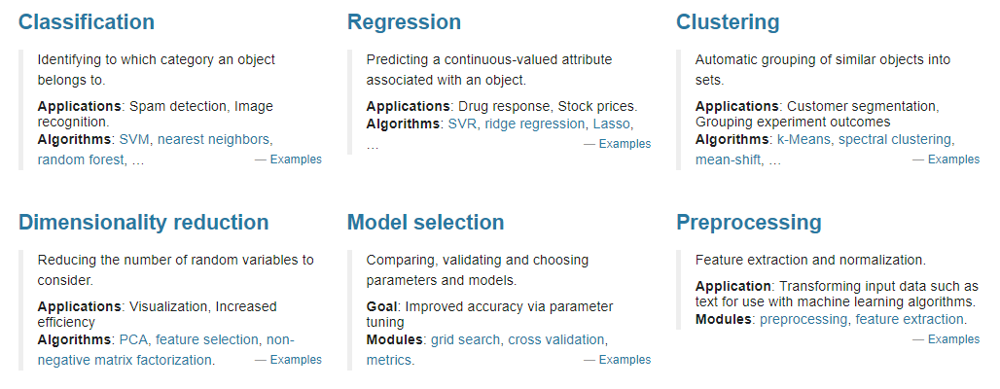 Classification
Identifying to which category an object
belongs to.
Applications: Spam detection, Image
recognition.
Algorithms: SVM, nearest neighbors,
random forest, ... — Examples
Regression
Predicting a continuous-valued attribute
associated with an object.
Applications: Drug response, Stock prices.
Algorithms: SVR, ridge regression, Lasso,
... — Examples
Clustering
Automatic grouping of similar objects into
sets.
Applications: Customer segmentation,
Grouping experiment outcomes
Algorithms: k-Means, spectral clustering,
mean-shift, ... — Examples
Dimensionality reduction
Reducing the number of random variables to
consider.
Applications: Visualization, Increased
efficiency
Algorithms: PCA, feature selection, non-
negative matrix factorization. — Examples
Model selection
Comparing, validating and choosing
parameters and models.
Goal: Improved accuracy via parameter
tuning
Modules: grid search, cross validation,
metrics. — Examples
Preprocessing
Feature extraction and normalization.
Application: Transforming input data such as
text for use with machine learning algorithms.
Modules: preprocessing, feature extraction.
— Examples